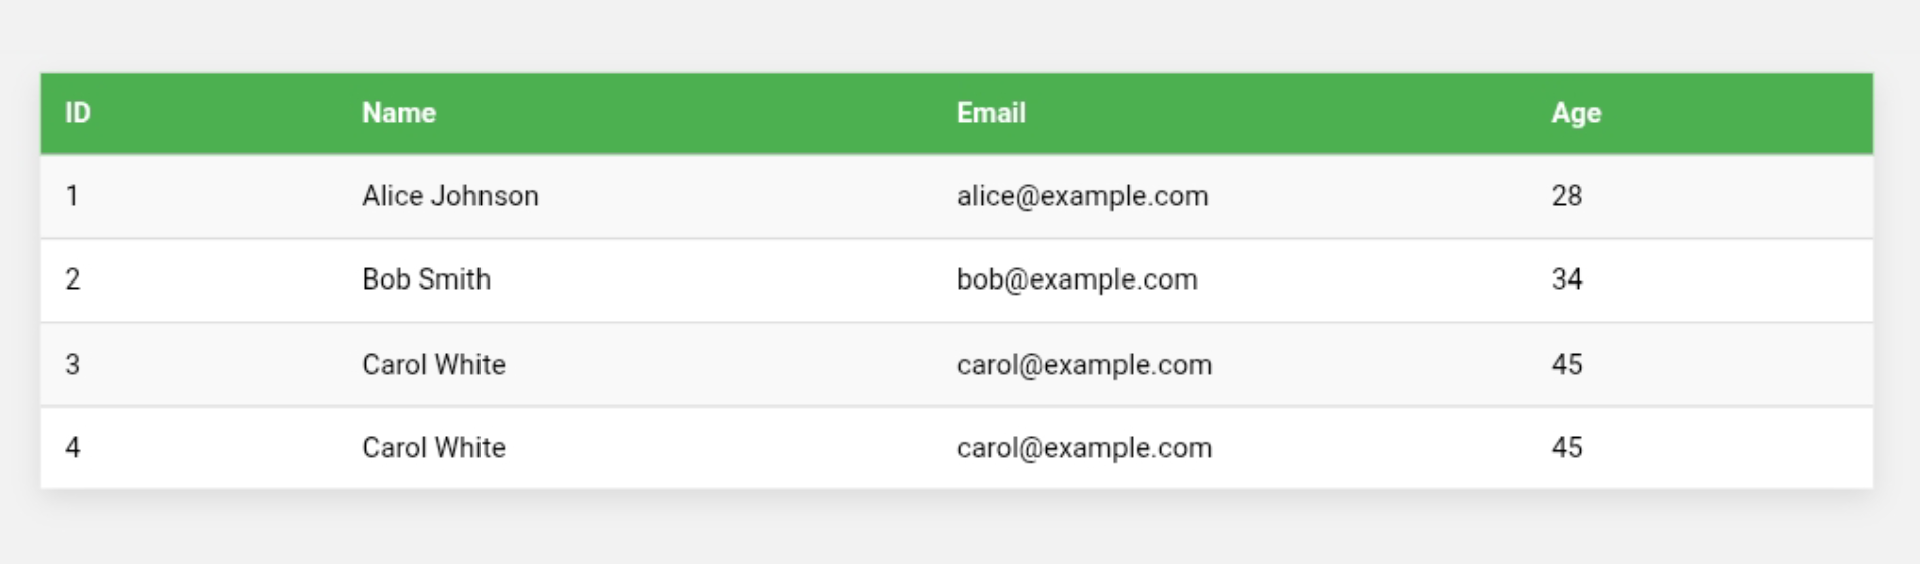 ID Name Email Age
1 Alice Johnson alice@example.com 28
2 Bob Smith bob@example.com 34
3 Carol White carol@example.com 45
4 Carol White carol@example.com 45